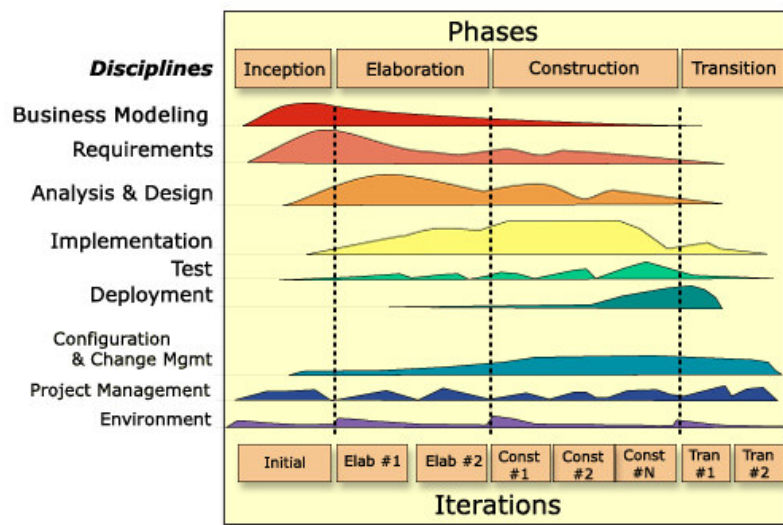 Phases
Disciplines
Inception
Elaboration
Construction
Transition
Business Modeling
Requirements
Analysis & Design
Implementation
Test
Deployment
Configuration
& Change Mgmt
Project Management
Environment
Initial
Elab #1
Elab #2
Const
#1
Const
#2
Const
#N
Tran
#1
Tran
#2
Iterations